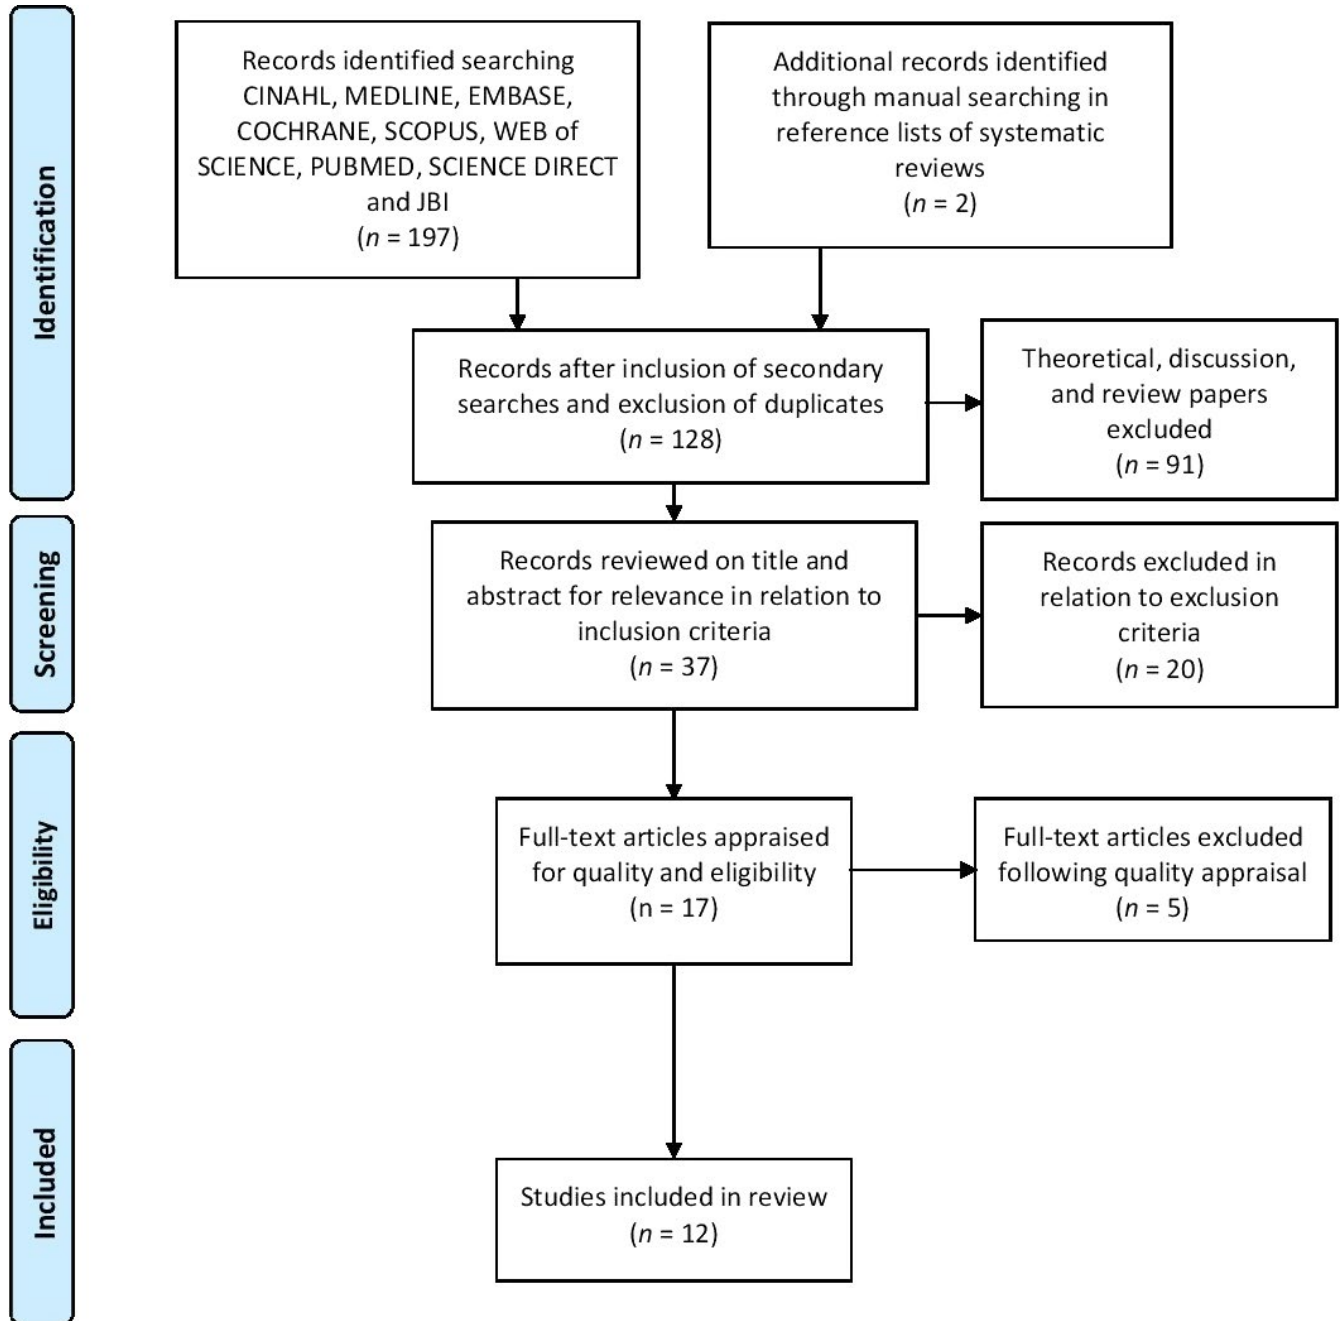 Identification
Records identified searching
CINAHL, MEDLINE, EMBASE,
COCHRANE, SCOPUS, WEB of
SCIENCE, PUBMED, SCIENCE DIRECT
and JBI
(n = 197)
Additional records identified
through manual searching in
reference lists of systematic
reviews
(n = 2)
Records after inclusion of secondary
searches and exclusion of duplicates
(n = 128)
Theoretical, discussion,
and review papers
excluded
(n = 91)
Screening
Records reviewed on title and
abstract for relevance in relation to
inclusion criteria
(n = 37)
Records excluded in
relation to exclusion
criteria
(n = 20)
Eligibility
Full-text articles appraised
for quality and eligibility
(n = 17)
Full-text articles excluded
following quality appraisal
(n = 5)
Included
Studies included in review
(n = 12)